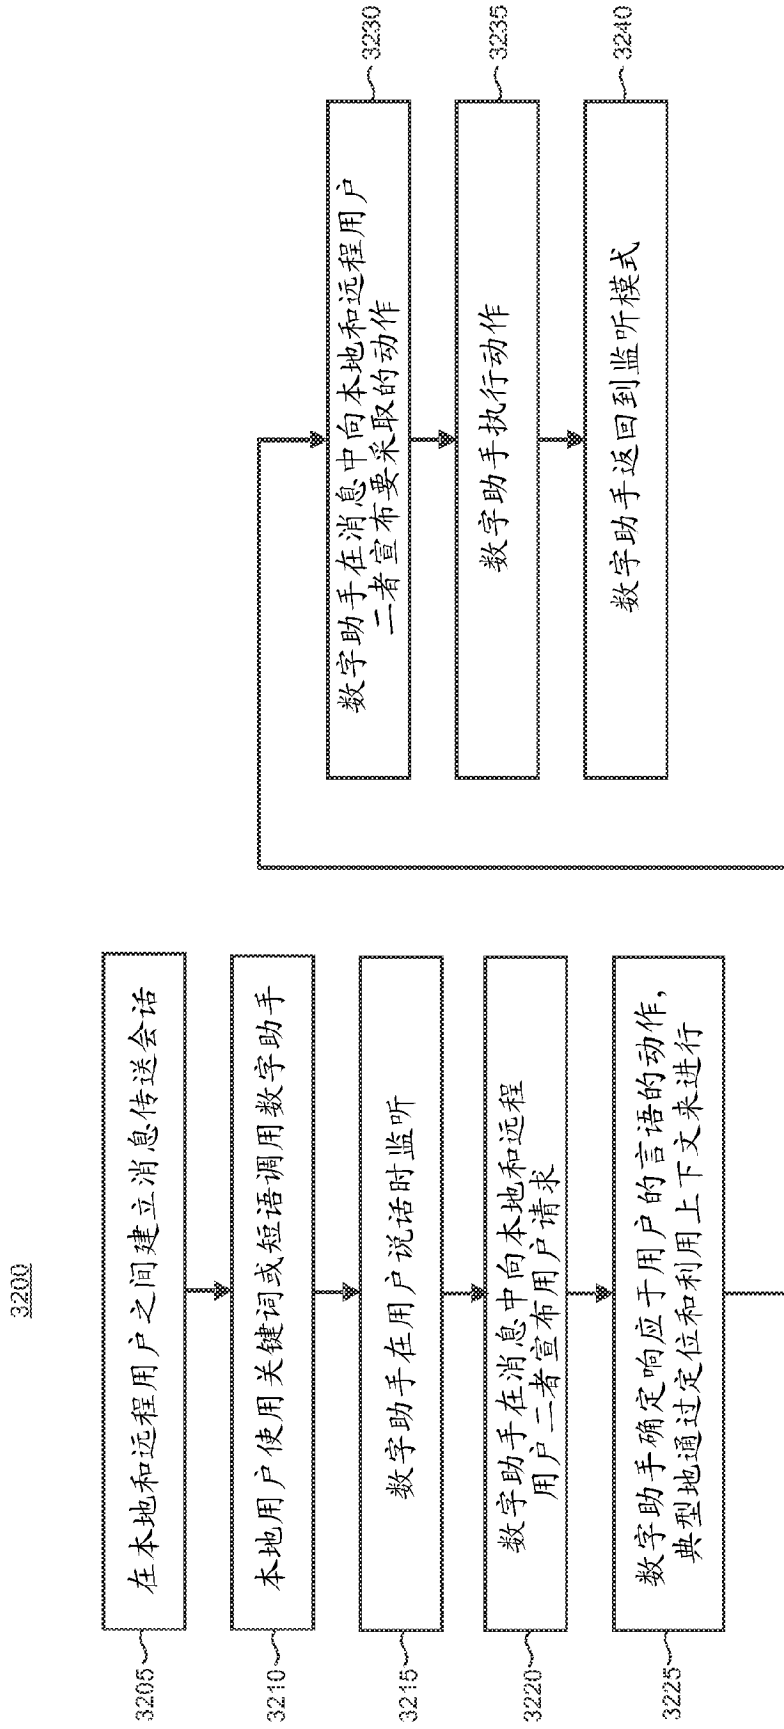 3200
3205
在本地和远程用户之间建立消息传送会话
3210
本地用户使用关键词或短语调用数字助手
3215
数字助手在用户说话时监听
3220
数字助手在消息中向本地和远程
用户二者宣布用户请求
3225
数字助手确定响应于用户的言语的动作,
典型地通过定位和利用上下文来进行
3230
数字助手在消息中向本地和远程用户
二者宣布要采取的动作
3235
数字助手执行动作
3240
数字助手返回到监听模式